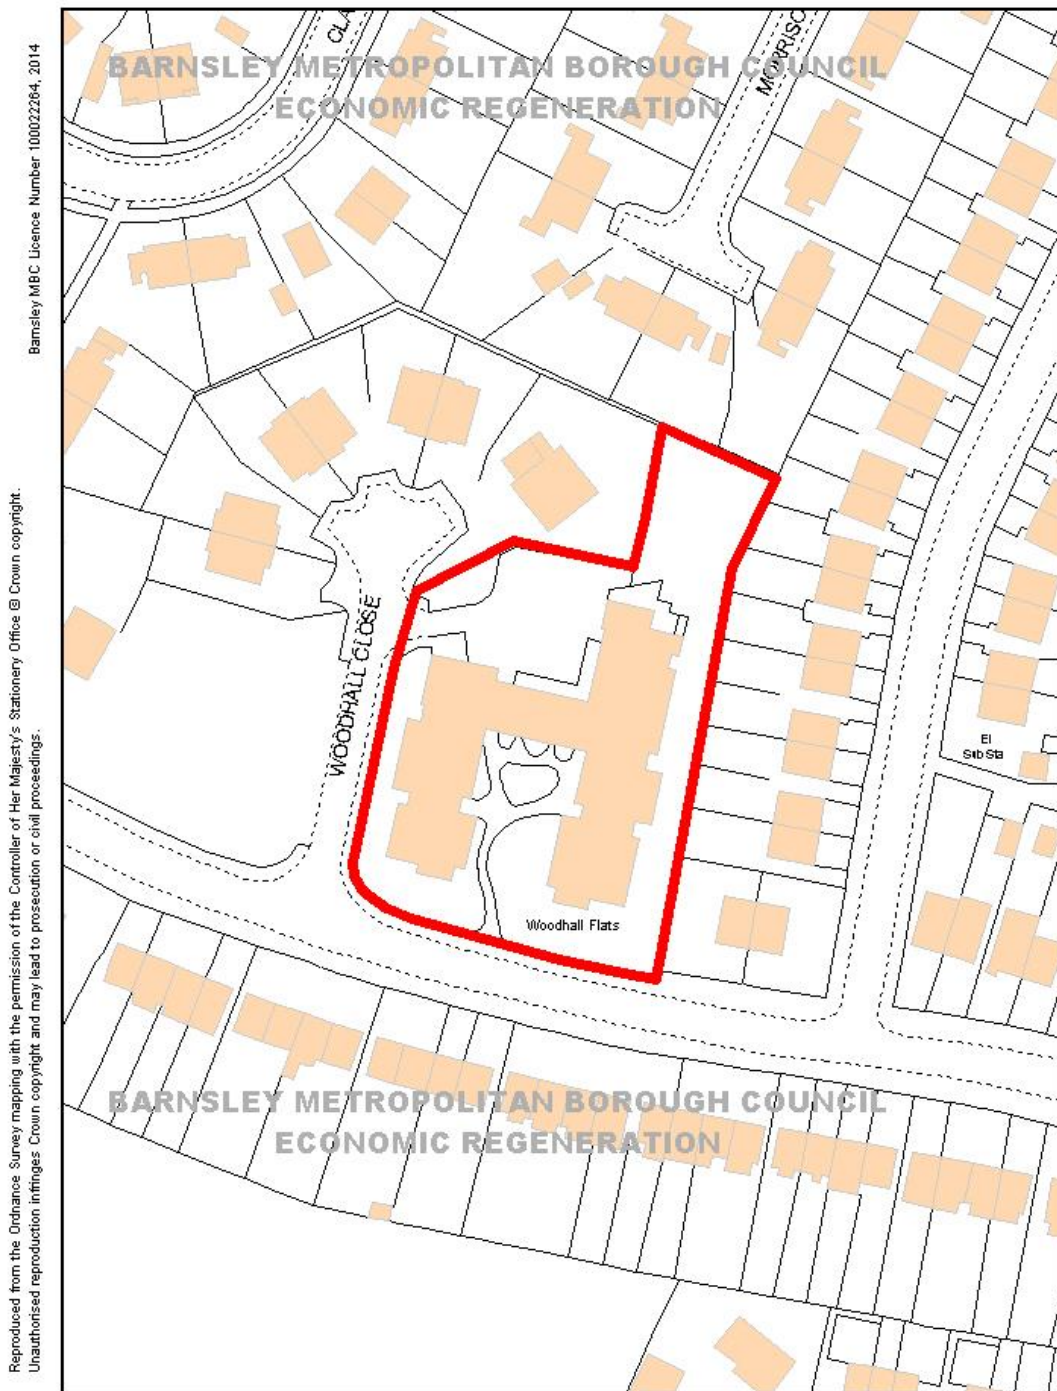 Barnsley MBC Licence Number 100022264, 2014
Reproduced from the Ordnance Survey mapping with the permission of the Controller of Her Majesty's Stationery Office © Crown copyright.
Unauthorised reproduction infringes Crown copyright and may lead to prosecution or civil proceedings.
CLA
MORRISO
BARNSLEY METROPOLITAN BOROUGH COUNCIL
ECONOMIC REGENERATION
WOODHALL CLOSE
El
Sub Sta
Woodhall Flats
BARNSLEY METROPOLITAN BOROUGH COUNCIL
ECONOMIC REGENERATION